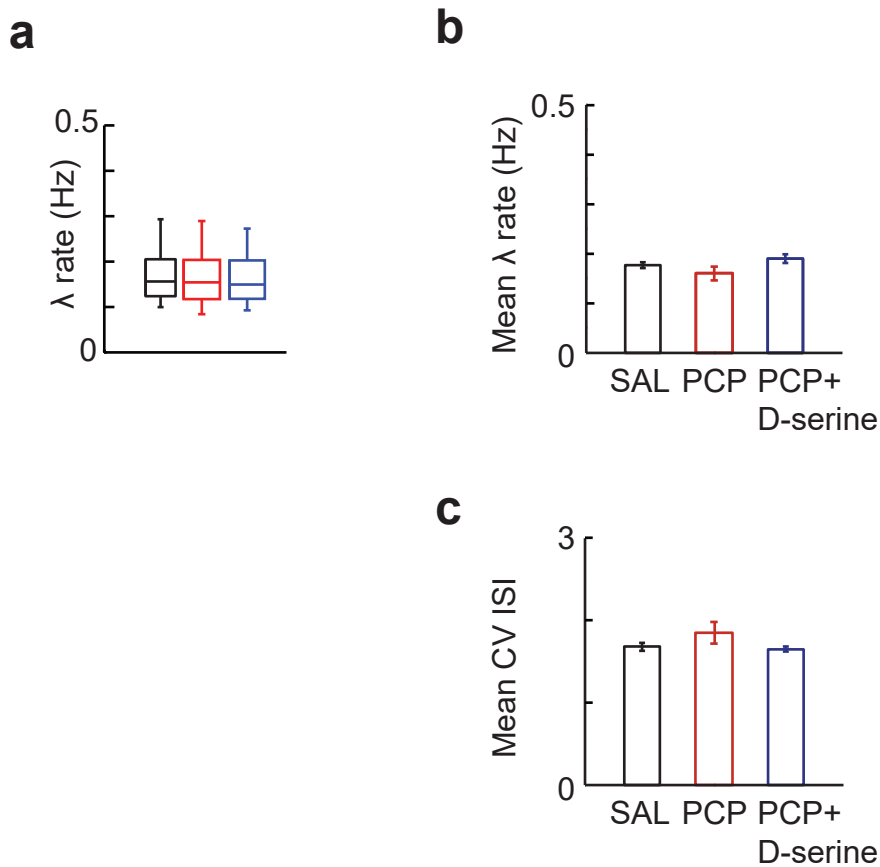 a
0.5
λ rate (Hz)
0
b
0.5
Mean λ rate (Hz)
0
SAL PCP PCP+
D-serine
c
3
Mean CV ISI
0
SAL PCP PCP+
D-serine